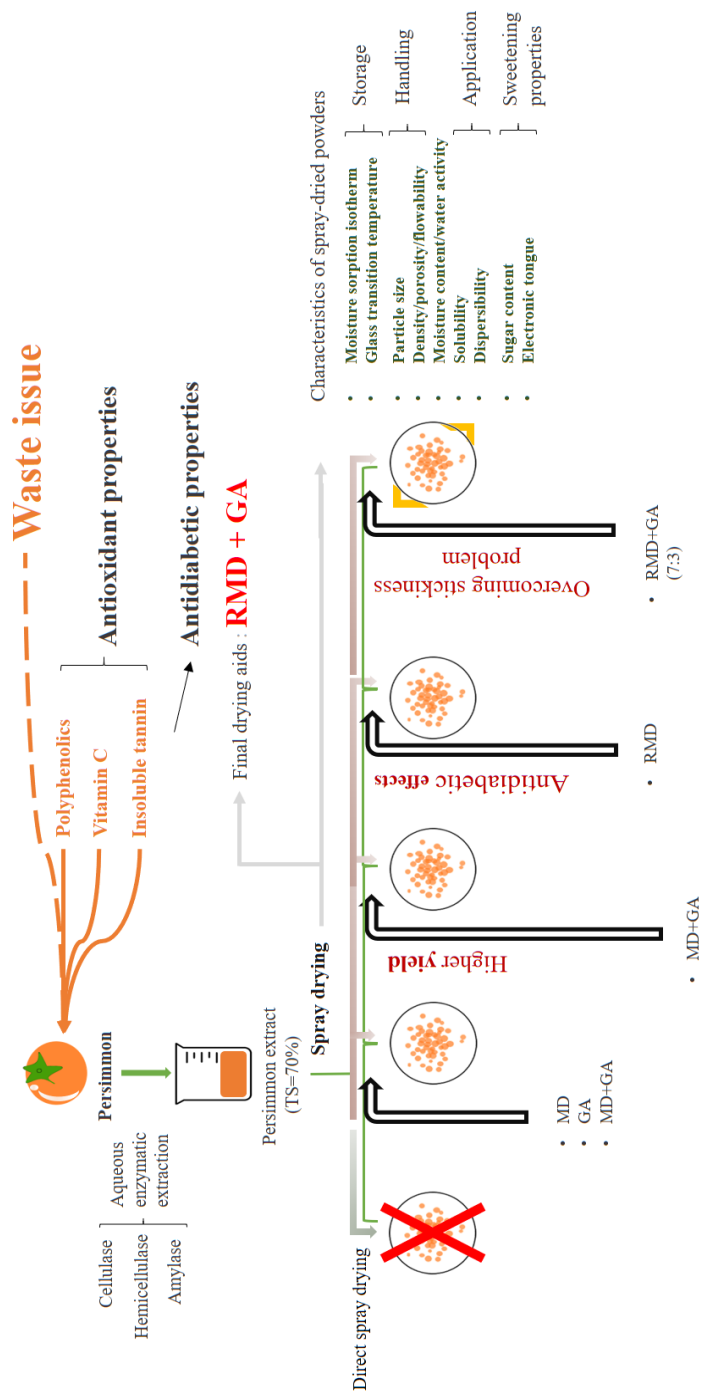 Waste issue
Polyphenolics
Vitamin C
Insoluble tannin
Antioxidant properties
Antidiabetic properties
Persimmon
Cellulase
Hemicellulase
Amylase
Aqueous
enzymatic
extraction
Persimmon extract
(TS=70%)
Final drying aids : RMD + GA
Spray drying
Direct spray drying
Higher yield
Antidiabetic effects
Overcoming stickiness
problem
• MD
• GA
• MD+GA
• MD+GA
• RMD
• RMD+GA
(7:3)
Characteristics of spray-dried powders
• Moisture sorption isotherm
• Glass transition temperature
Storage
• Particle size
• Density/porosity/flowability
• Moisture content/water activity
Handling
• Solubility
• Dispersibility
Application
• Sugar content
• Electronic tongue
Sweetening
properties